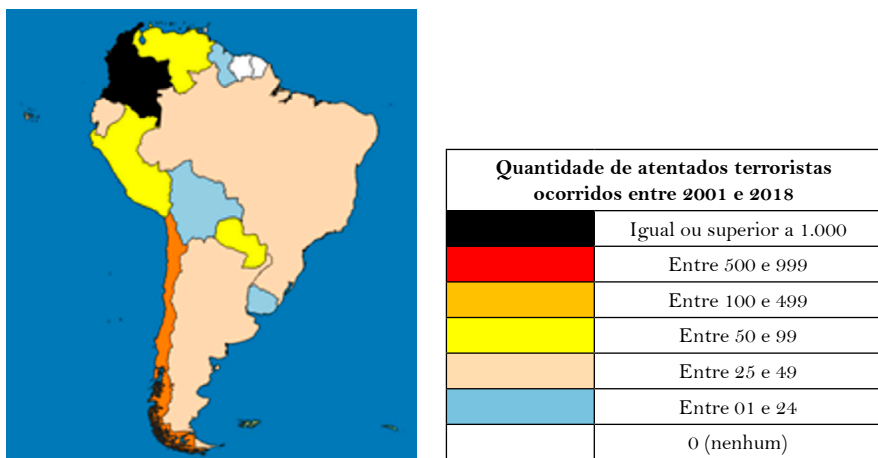 Quantidade de atentados terroristas
ocorridos entre 2001 e 2018
Igual ou superior a 1.000
Entre 500 e 999
Entre 100 e 499
Entre 50 e 99
Entre 25 e 49
Entre 01 e 24
0 (nenhum)